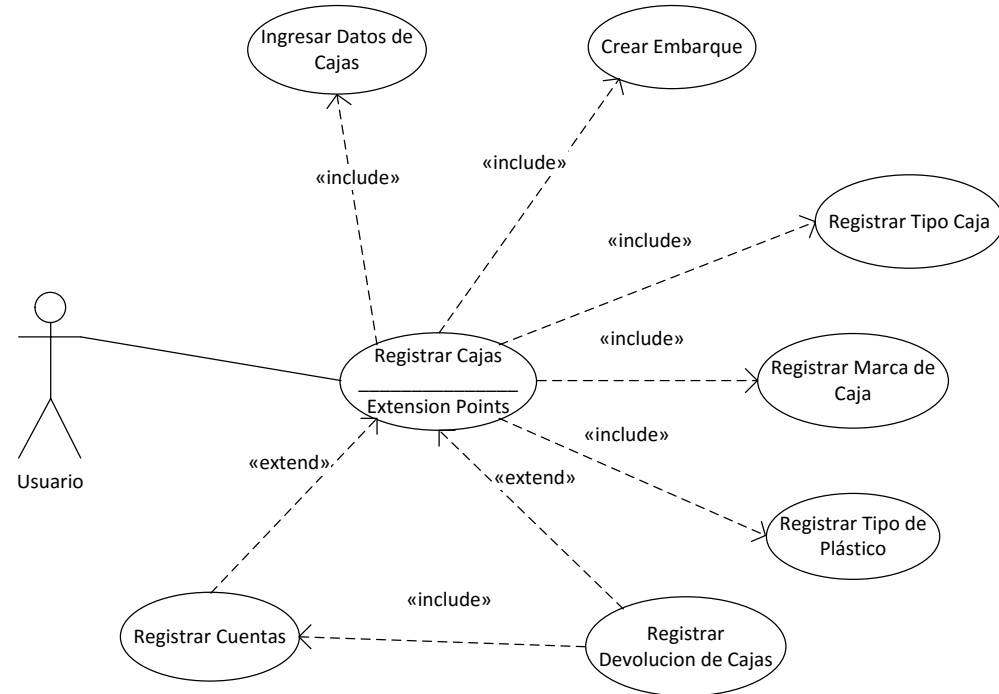 Ingresar Datos de
Cajas
Crear Embarque
«include»
«include»
Registrar Tipo Caja
«include»
Registrar Cajas
Extension Points
«include»
Registrar Marca de
Caja
«include»
«extend»
«extend»
Usuario
Registrar Tipo de
Plástico
«include»
Registrar Cuentas
Registrar
Devolucion de Cajas